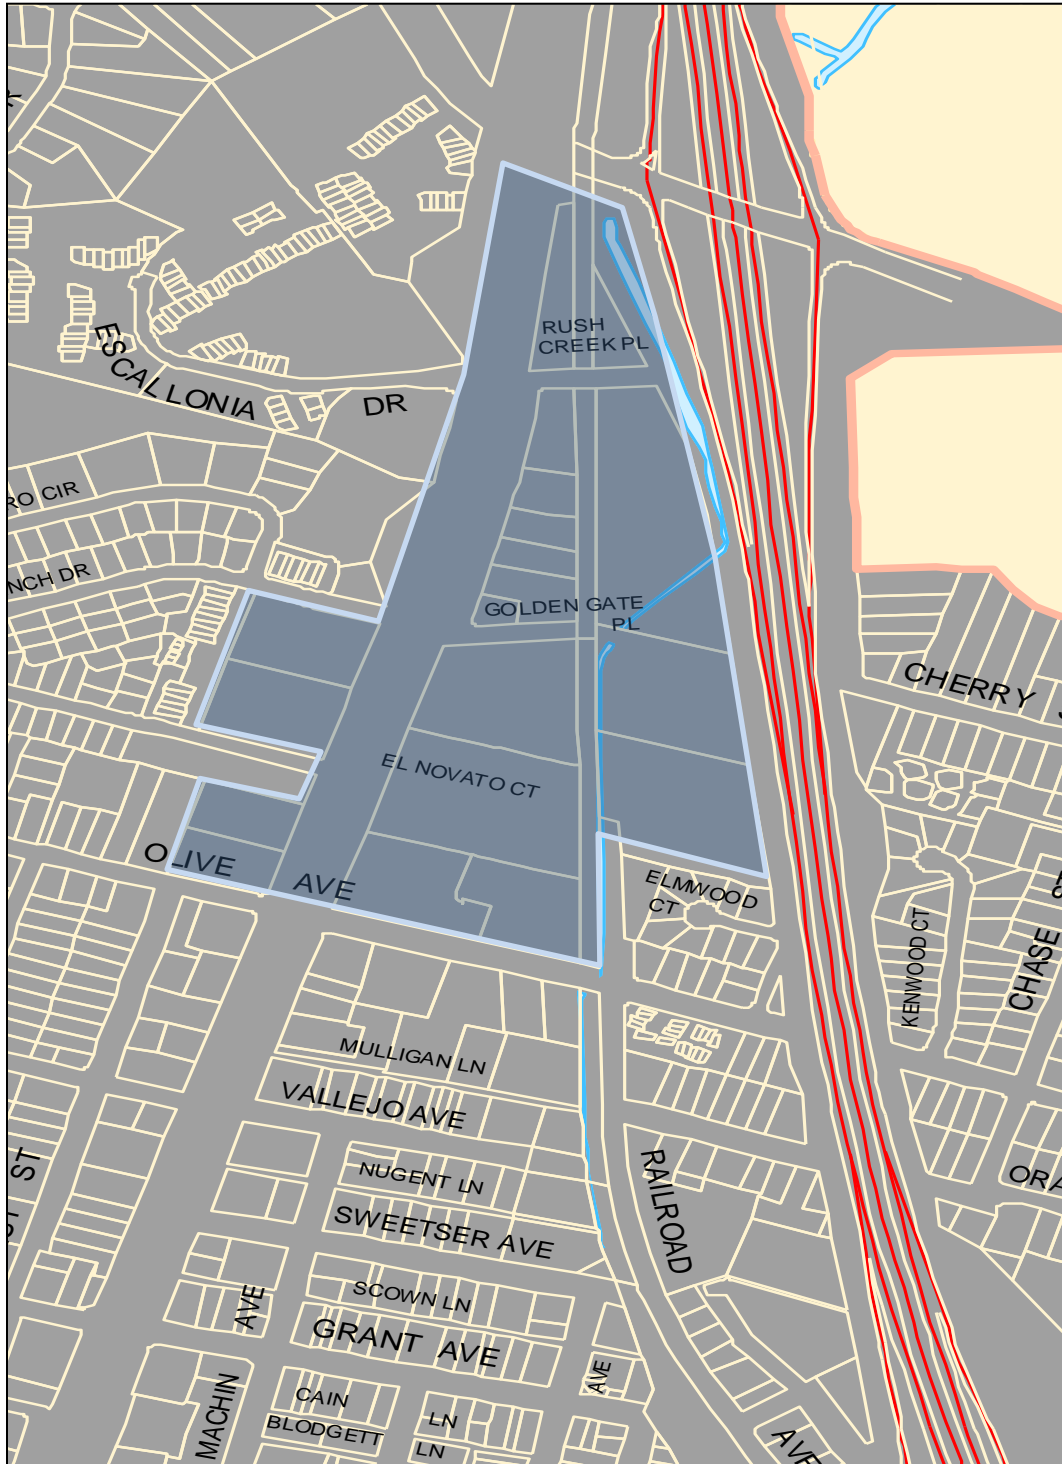 RUSH
CREEK PL
ESCALLONIA
DR
RO CIR
NCH DR
GOLDEN GATE
PL
CHERRY
EL NOVATO CT
OLIVE
AVE
ELMWOOD
CT
KENWOOD CT
CHASE
MULLIGAN LN
VALLEJO AVE
NUGENT LN
SWEETSER AVE
ST
ST
ORA
RAILROAD
SCOWN LN
AVE
GRANT AVE
AVE
MACHIN
CAIN
LN
BLODGETT
LN
AVE